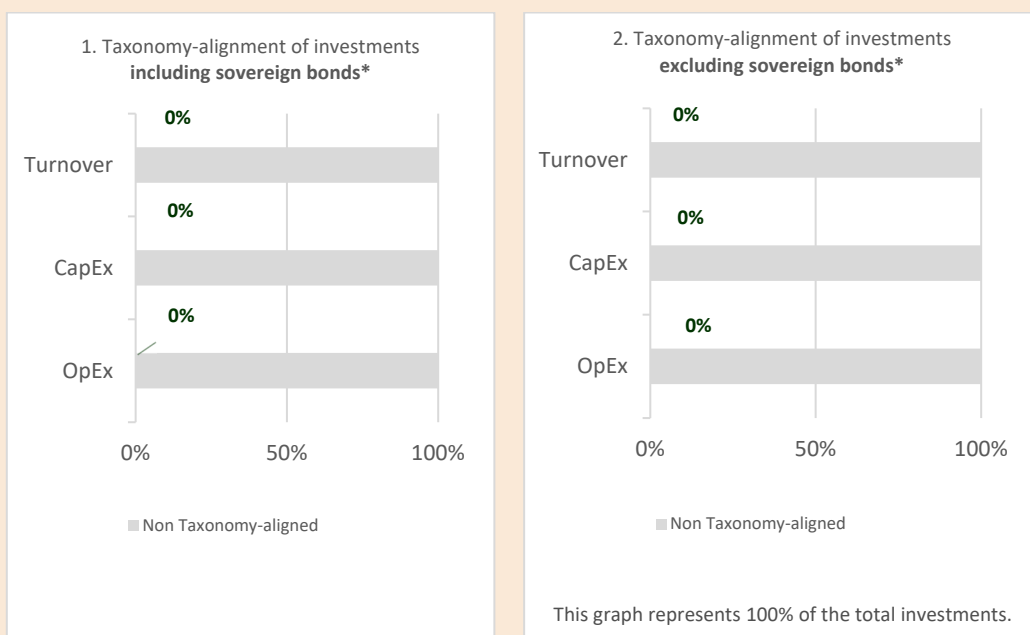 1. Taxonomy-alignment of investments
including sovereign bonds*
0%
Turnover
0%
CapEx
0%
OpEx
0% 50% 100%
Non Taxonomy-aligned
2. Taxonomy-alignment of investments
excluding sovereign bonds*
0%
Turnover
0%
CapEx
0%
OpEx
0% 50% 100%
Non Taxonomy-aligned
This graph represents 100% of the total investments.